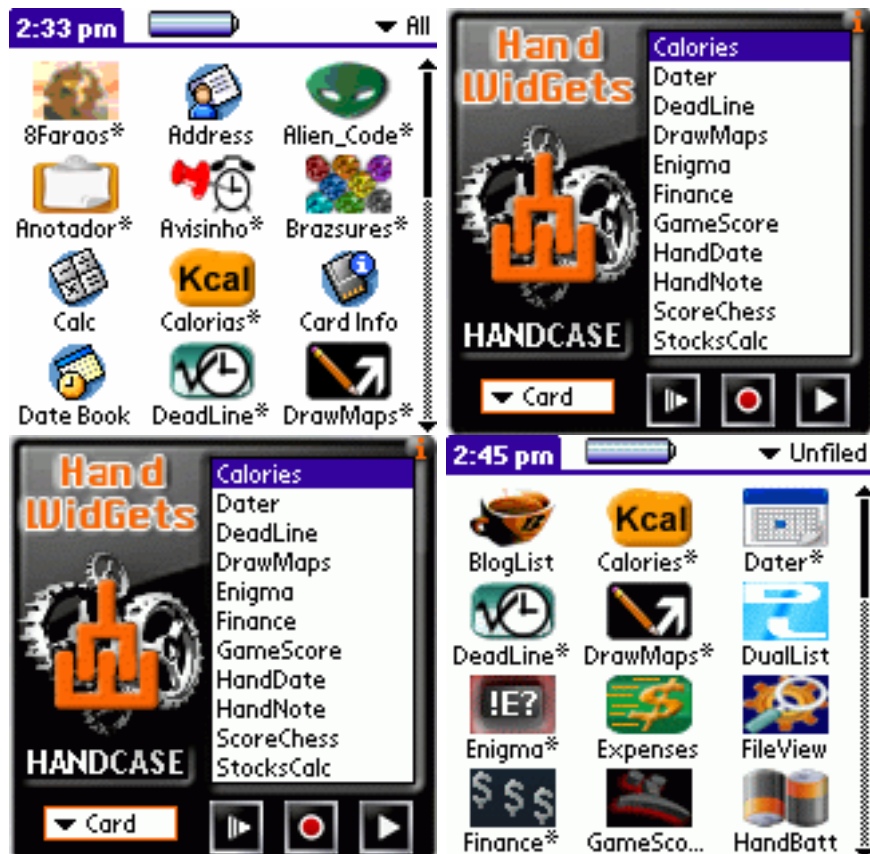 2:33 pm All
8Faraos* Address Alien_Code*
Anotador* Avisinho* Brazsures*
Kcal
Calc Calorias* Card Info
Date Book DeadLine* DrawMaps*
i
Hand
WidGets
HANDCASE
Calories
Dater
DeadLine
DrawMaps
Enigma
Finance
GameScore
HandDate
HandNote
ScoreChess
StocksCalc
Card
i
Hand
WidGets
HANDCASE
Calories
Dater
DeadLine
DrawMaps
Enigma
Finance
GameScore
HandDate
HandNote
ScoreChess
StocksCalc
Card
2:45 pm Unfiled
Kcal
BlogList Calories* Dater*
DeadLine* DrawMaps* DualList
!E?
Enigma* Expenses FileView
$ $ $
Finance* GameSco... HandBatt